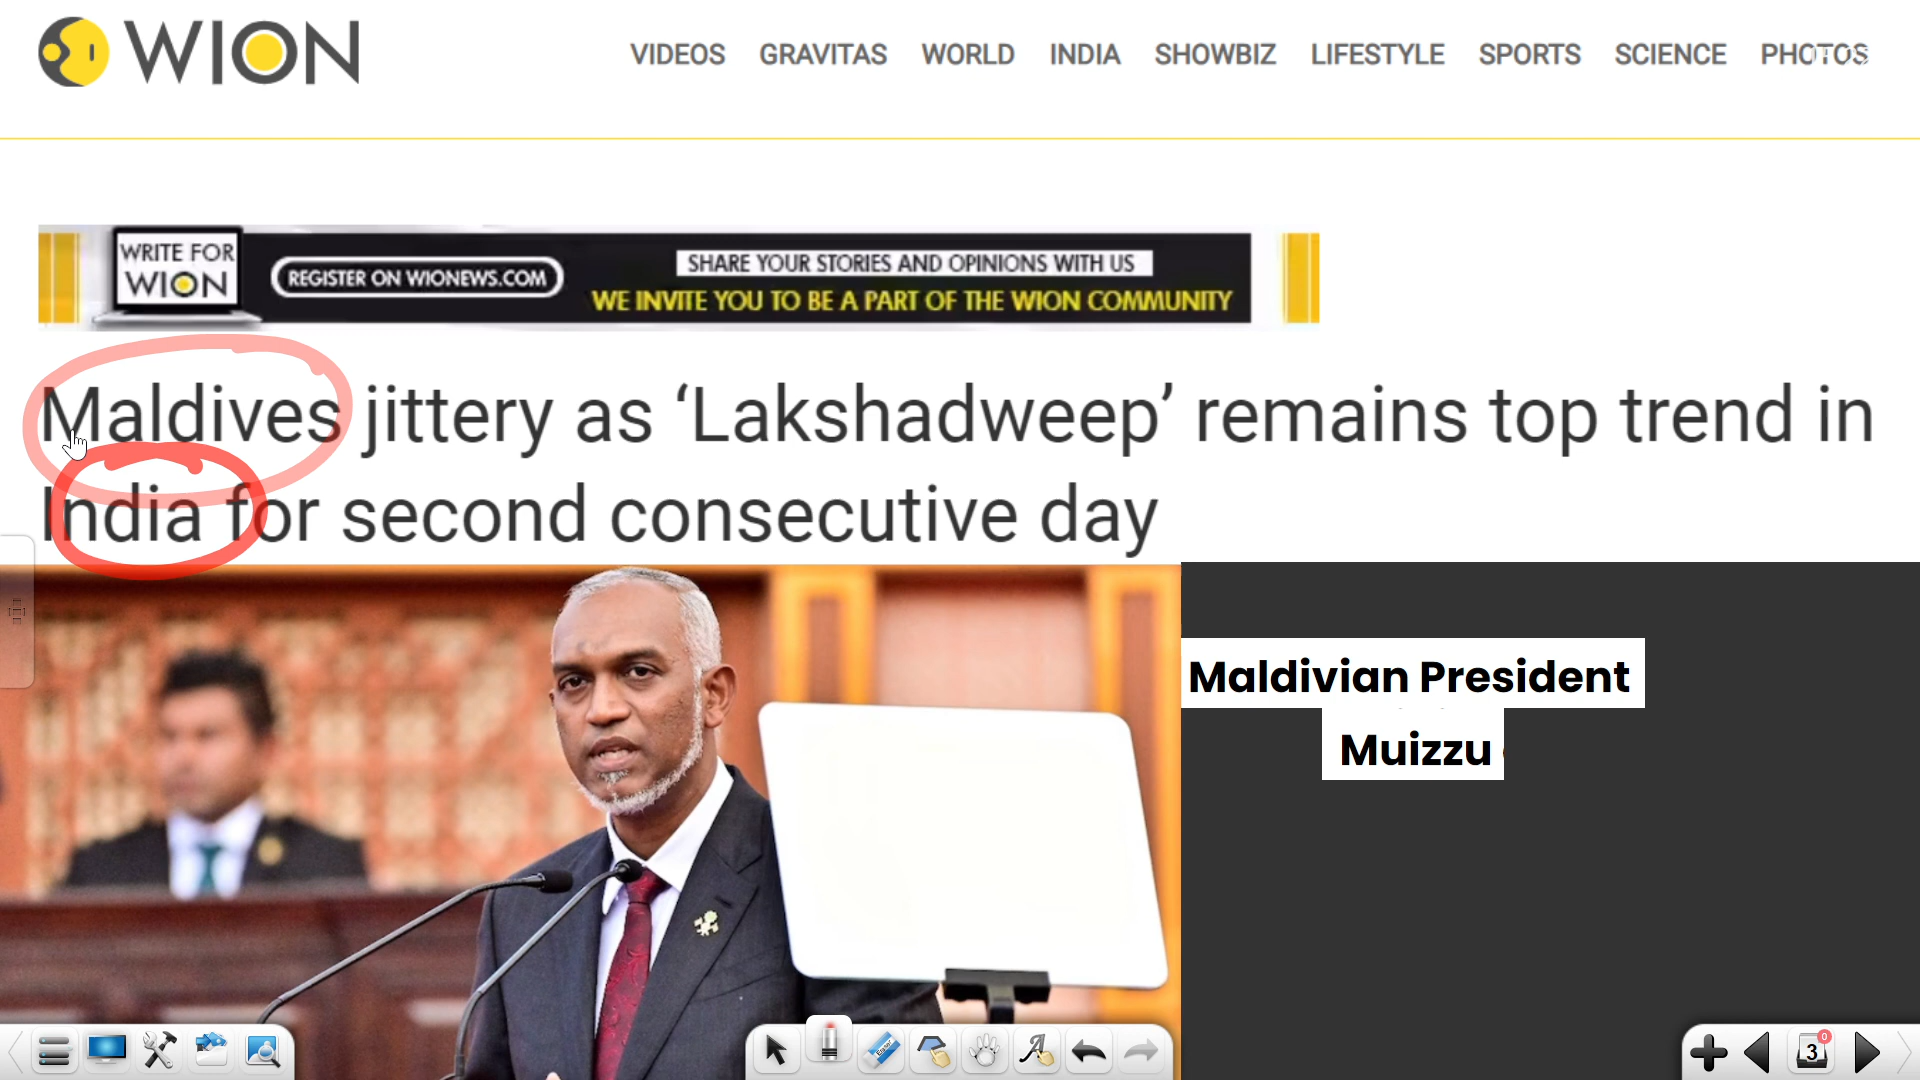 WION
VIDEOS GRAVITAS WORLD INDIA SHOWBIZ LIFESTYLE SPORTS SCIENCE PHOTOS
WRITE FOR
WION
REGISTER ON WIONEWS.COM
SHARE YOUR STORIES AND OPINIONS WITH US
WE INVITE YOU TO BE A PART OF THE WION COMMUNITY
Maldives jittery as ‘Lakshadweep’ remains top trend in
India for second consecutive day
Maldivian President
Muizzu
Eraser
A
3
0